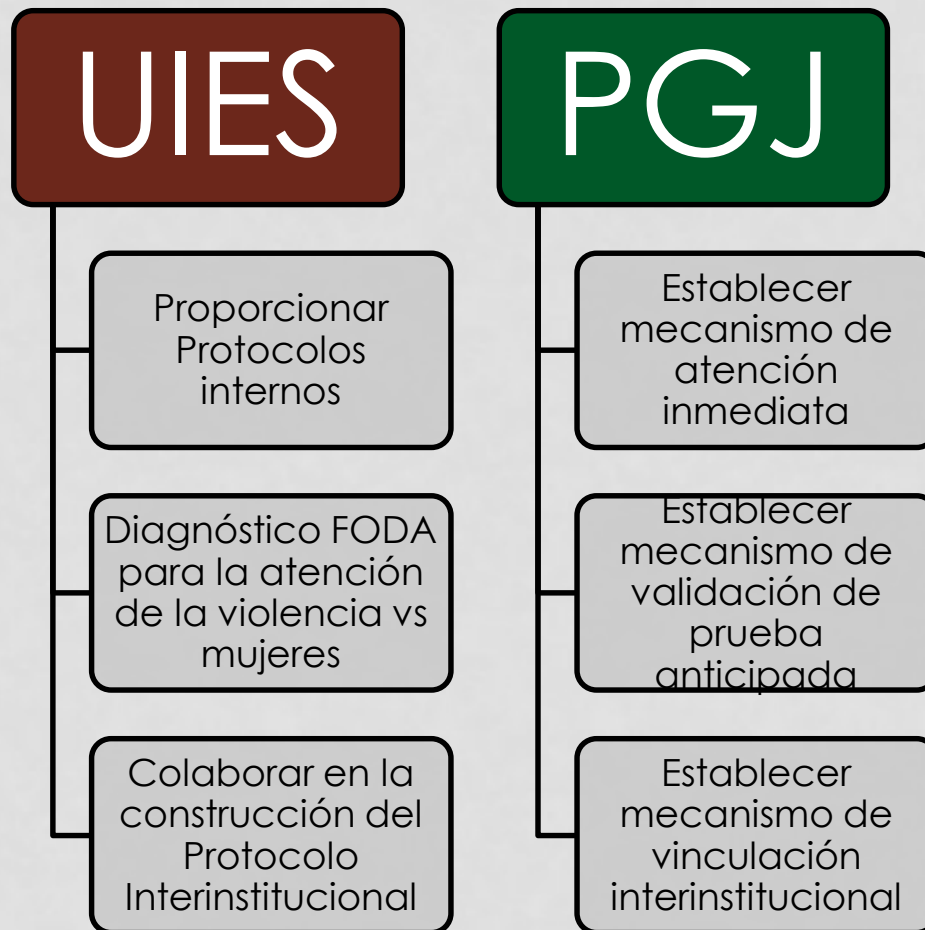 UIES
Proporcionar
Protocolos
internos
Diagnóstico FODA
para la atención
de la violencia vs
mujeres
Colaborar en la
construcción del
Protocolo
Interinstitucional
PGJ
Establecer
mecanismo de
atención
inmediata
Establecer
mecanismo de
validación de
prueba
anticipada
Establecer
mecanismo de
vinculación
interinstitucional